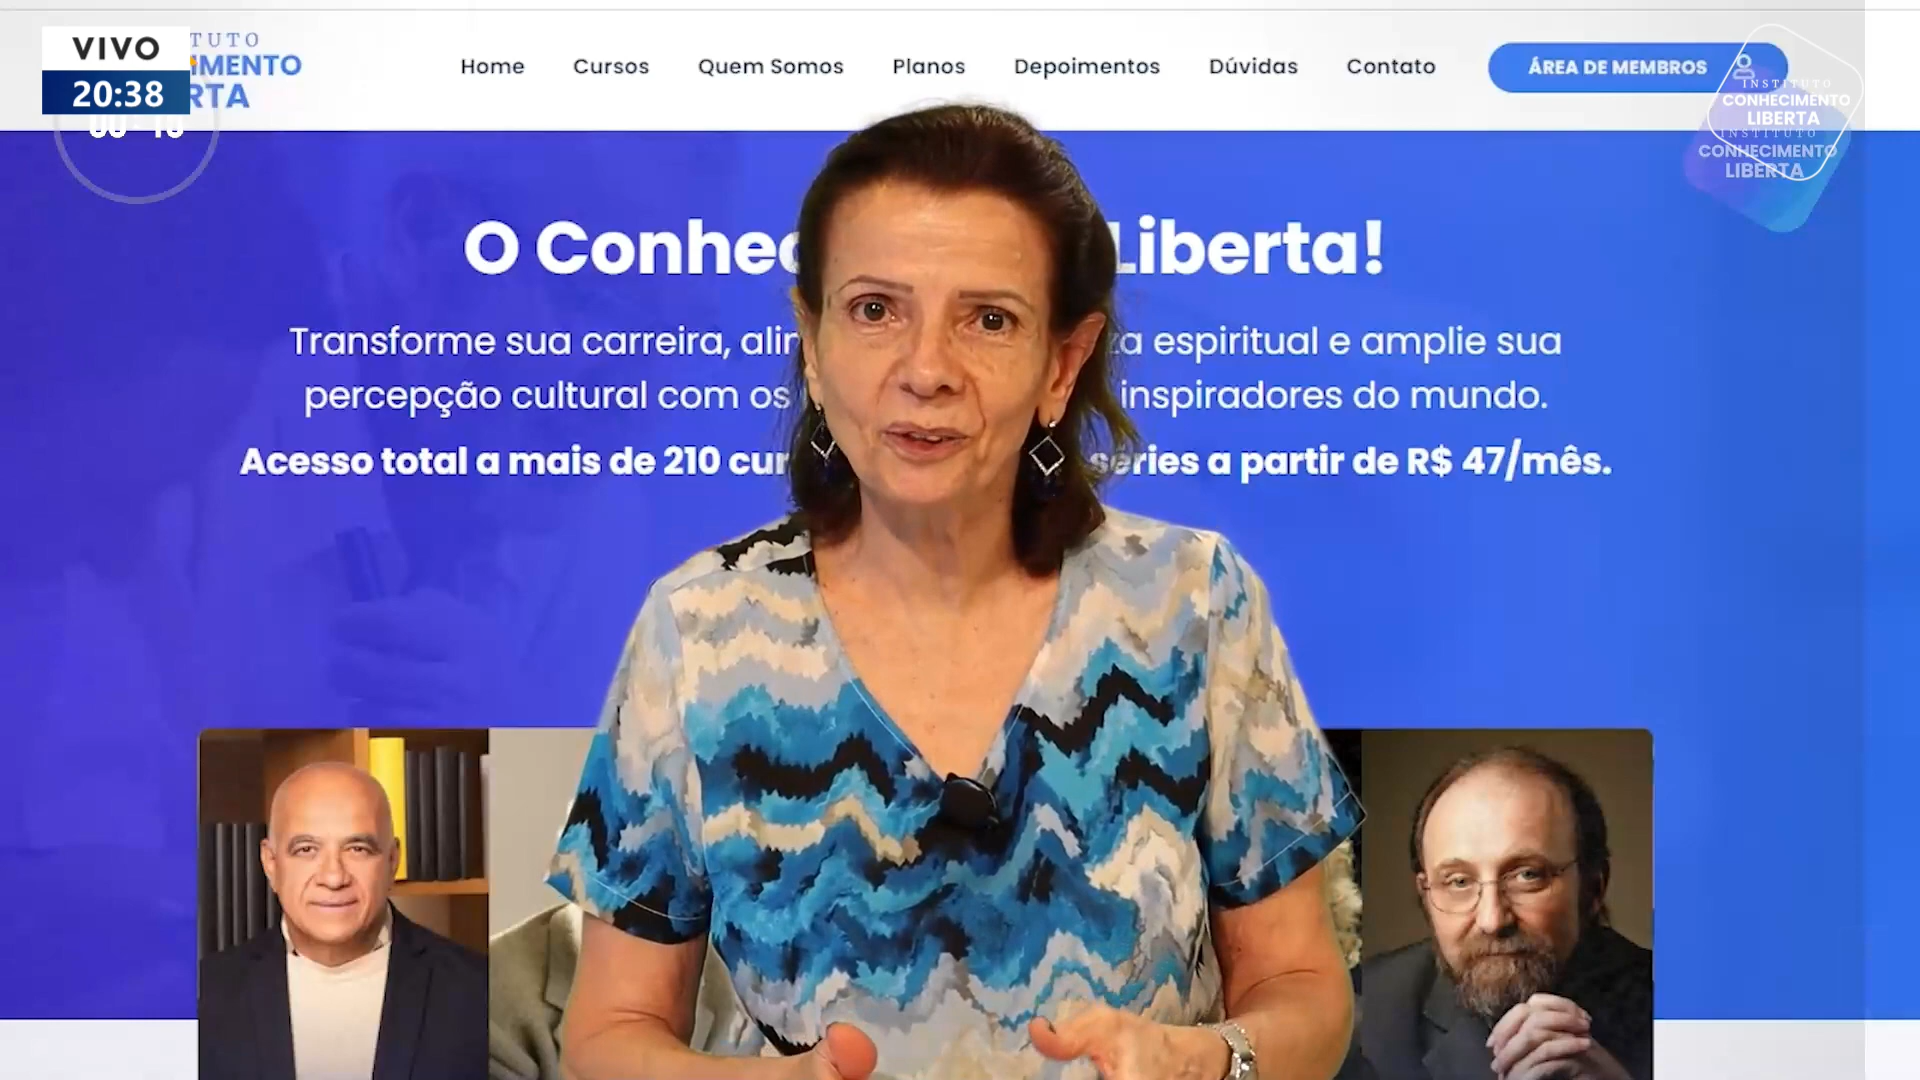 VIVO
20:38
TUTO
IMENTO
RTA
Home
Cursos
Quem Somos
Planos
Depoimentos
Dúvidas
Contato
ÁREA DE MEMBROS
INSTITUTO
CONHECIMENTO
LIBERTA
INSTITUTO
CONHECIMENTO
LIBERTA
O Conhec Liberta!
Transforme sua carreira, alin za espiritual e amplie sua
percepção cultural com os inspiradores do mundo.
Acesso total a mais de 210 cur séries a partir de R$ 47/mês.